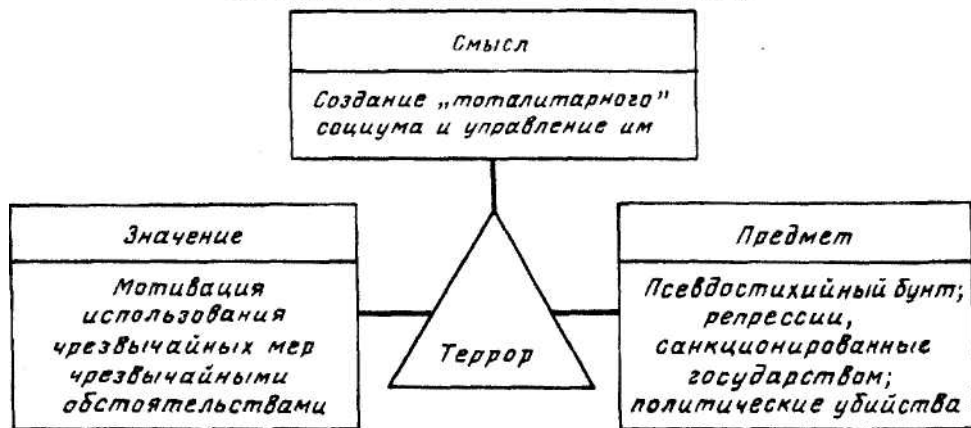 Смысл
Создание „тоталитарного”
социума и управление им
Значение
Мотивация
использования
чрезвычайных мер
чрезвычайными
обстоятельствами
Террор
Предмет
Псевдостихийный бунт;
репрессии,
санкционированные
государством;
политические убийства